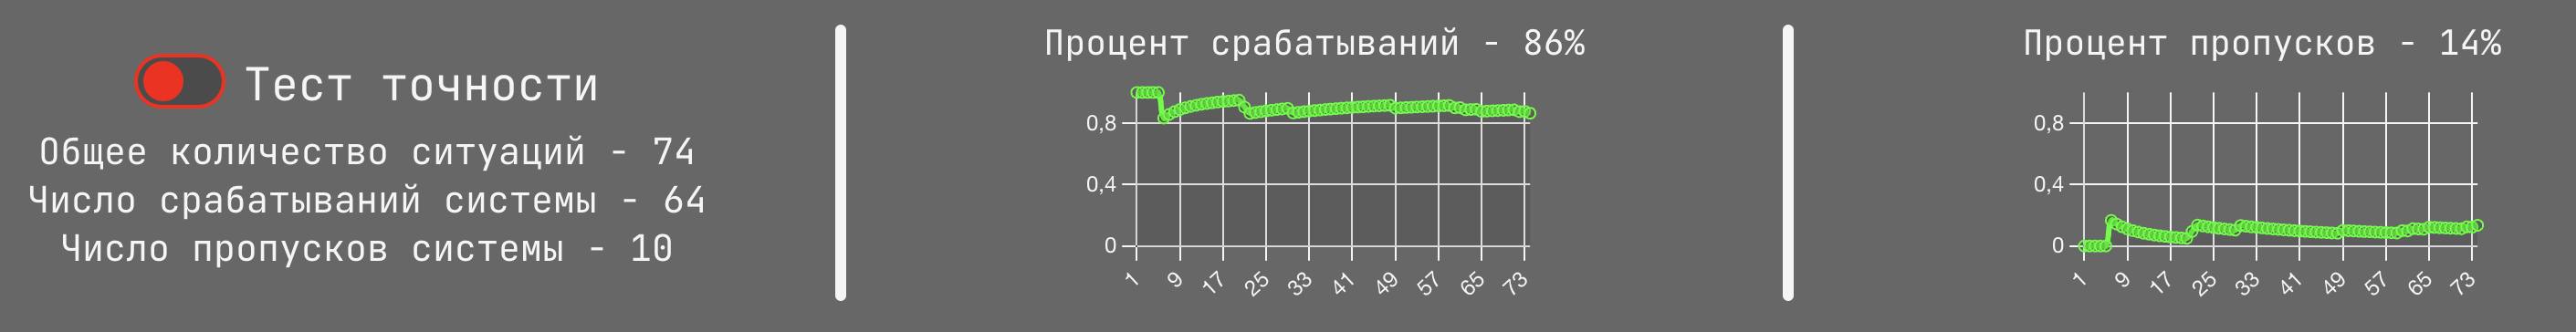 Тест точности
Общее количество ситуаций - 74
Число срабатываний системы - 64
Число пропусков системы - 10
Процент срабатываний - 86%
0,8
0,4
0
1 9 17 25 33 41 49 57 65 73
Процент пропусков - 14%
0,8
0,4
0
1 9 17 25 33 41 49 57 65 73